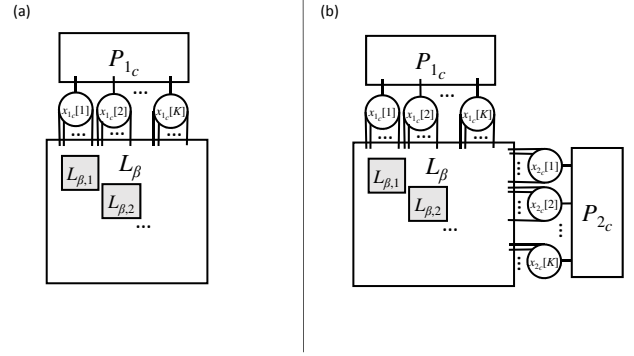 (a)
P_{1_c}
...
x_{1_c}[1] x_{1_c}[2] x_{1_c}[K]
... ... ...
L_β
L_{β,1}
L_{β,2}
...
(b)
P_{1_c}
...
x_{1_c}[1] x_{1_c}[2] x_{1_c}[K]
... ... ...
L_β
L_{β,1}
L_{β,2}
...
x_{2_c}[1]
...
x_{2_c}[2]
...
P_{2_c}
...
x_{2_c}[K]
...